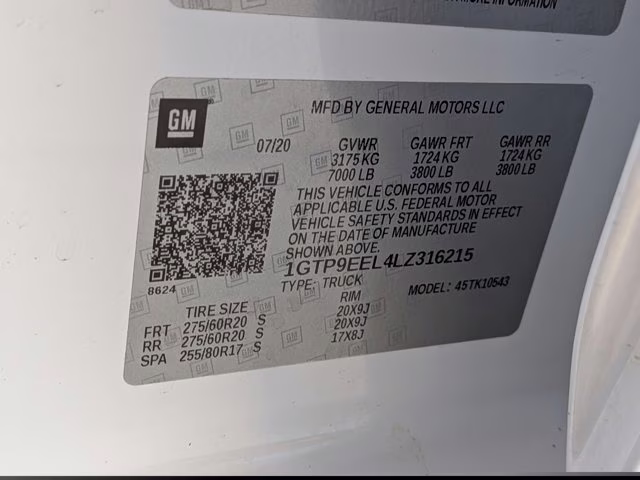 INFORMATION
GM
MFD BY GENERAL MOTORS LLC
07/20 GVWR GAWR FRT GAWR RR
3175 KG 1724 KG 1724 KG
7000 LB 3800 LB 3800 LB
THIS VEHICLE CONFORMS TO ALL
APPLICABLE U.S. FEDERAL MOTOR
VEHICLE SAFETY STANDARDS IN EFFECT
ON THE DATE OF MANUFACTURE
SHOWN ABOVE.
1GTP9EEL4LZ316215
8624
TYPE: TRUCK MODEL: 45TK10543
TIRE SIZE RIM
FRT 275/60R20 S 20X9J
RR 275/60R20 S 20X9J
SPA 255/80R17 S 17X8J